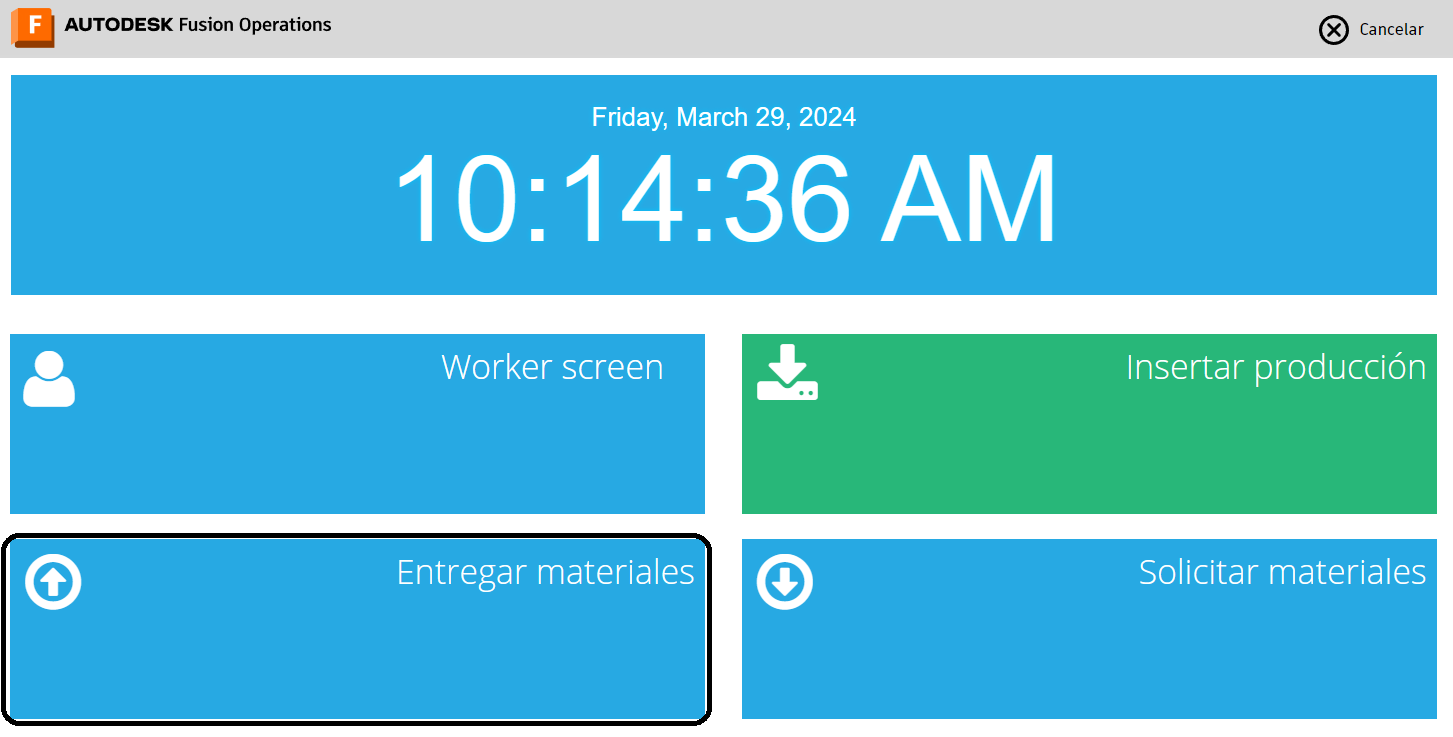 F AUTODESK Fusion Operations
Cancelar
Friday, March 29, 2024
10:14:36 AM
Worker screen
Insertar producción
Entregar materiales
Solicitar materiales